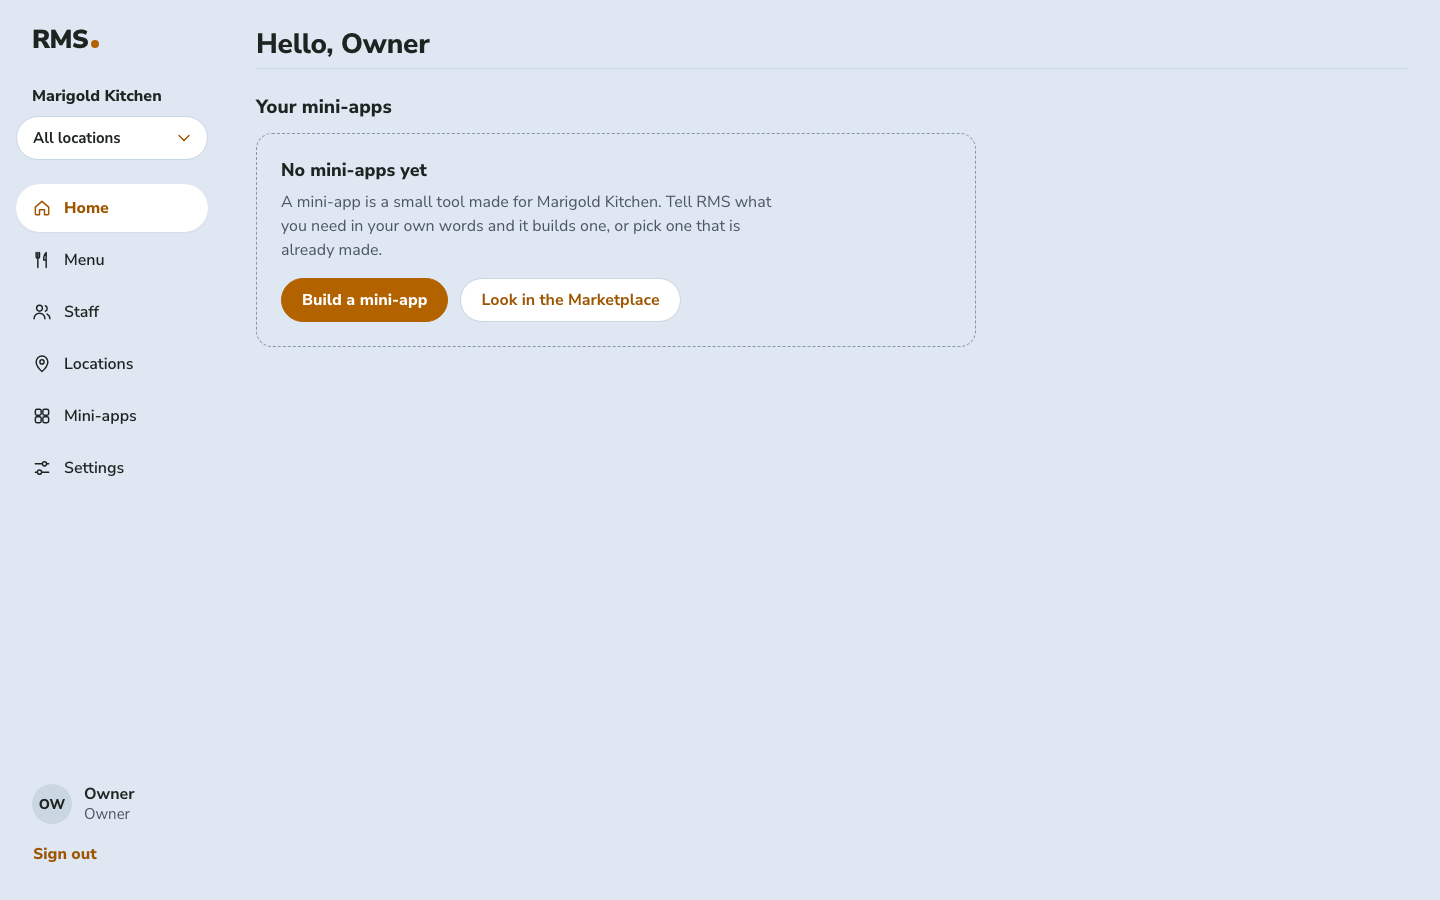 RMS.
Marigold Kitchen
All locations
Home
Menu
Staff
Locations
Mini-apps
Settings
OW
Owner
Owner
Sign out
Hello, Owner
Your mini-apps
No mini-apps yet
A mini-app is a small tool made for Marigold Kitchen. Tell RMS what
you need in your own words and it builds one, or pick one that is
already made.
Build a mini-app
Look in the Marketplace